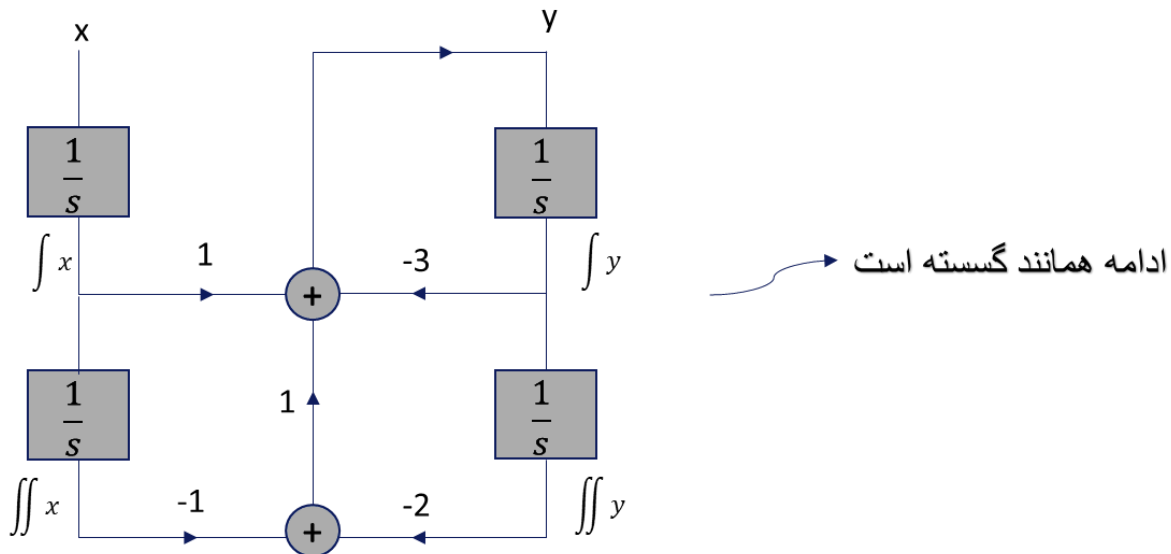 x
y
1
s
1
s
∫ x
1
-3
∫ y
ادامه همانند گسسته است
+
1
s
1
1
s
∬ x
-1
-2
∬ y
+